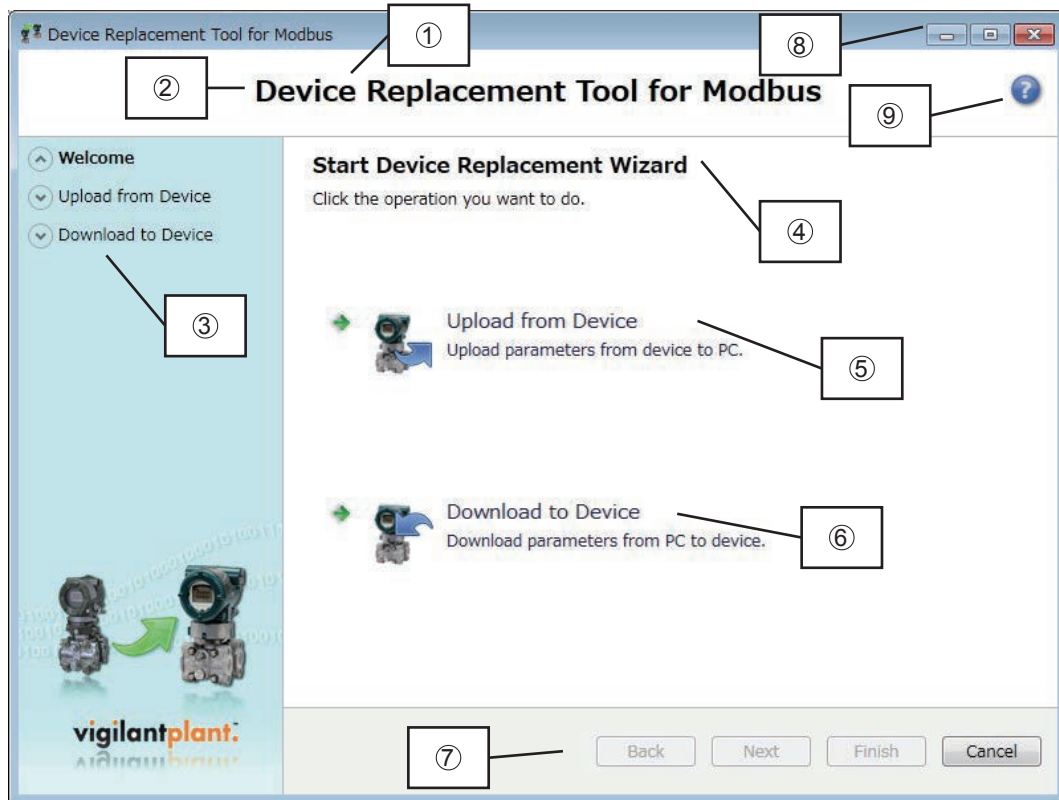 Device Replacement Tool for Modbus
①
⑧
②
Device Replacement Tool for Modbus
?
⑨
Welcome
Upload from Device
Download to Device
③
Start Device Replacement Wizard
Click the operation you want to do.
④
Upload from Device
Upload parameters from device to PC.
⑤
Download to Device
Download parameters from PC to device.
⑥
vigilantplant.
⑦
Back
Next
Finish
Cancel